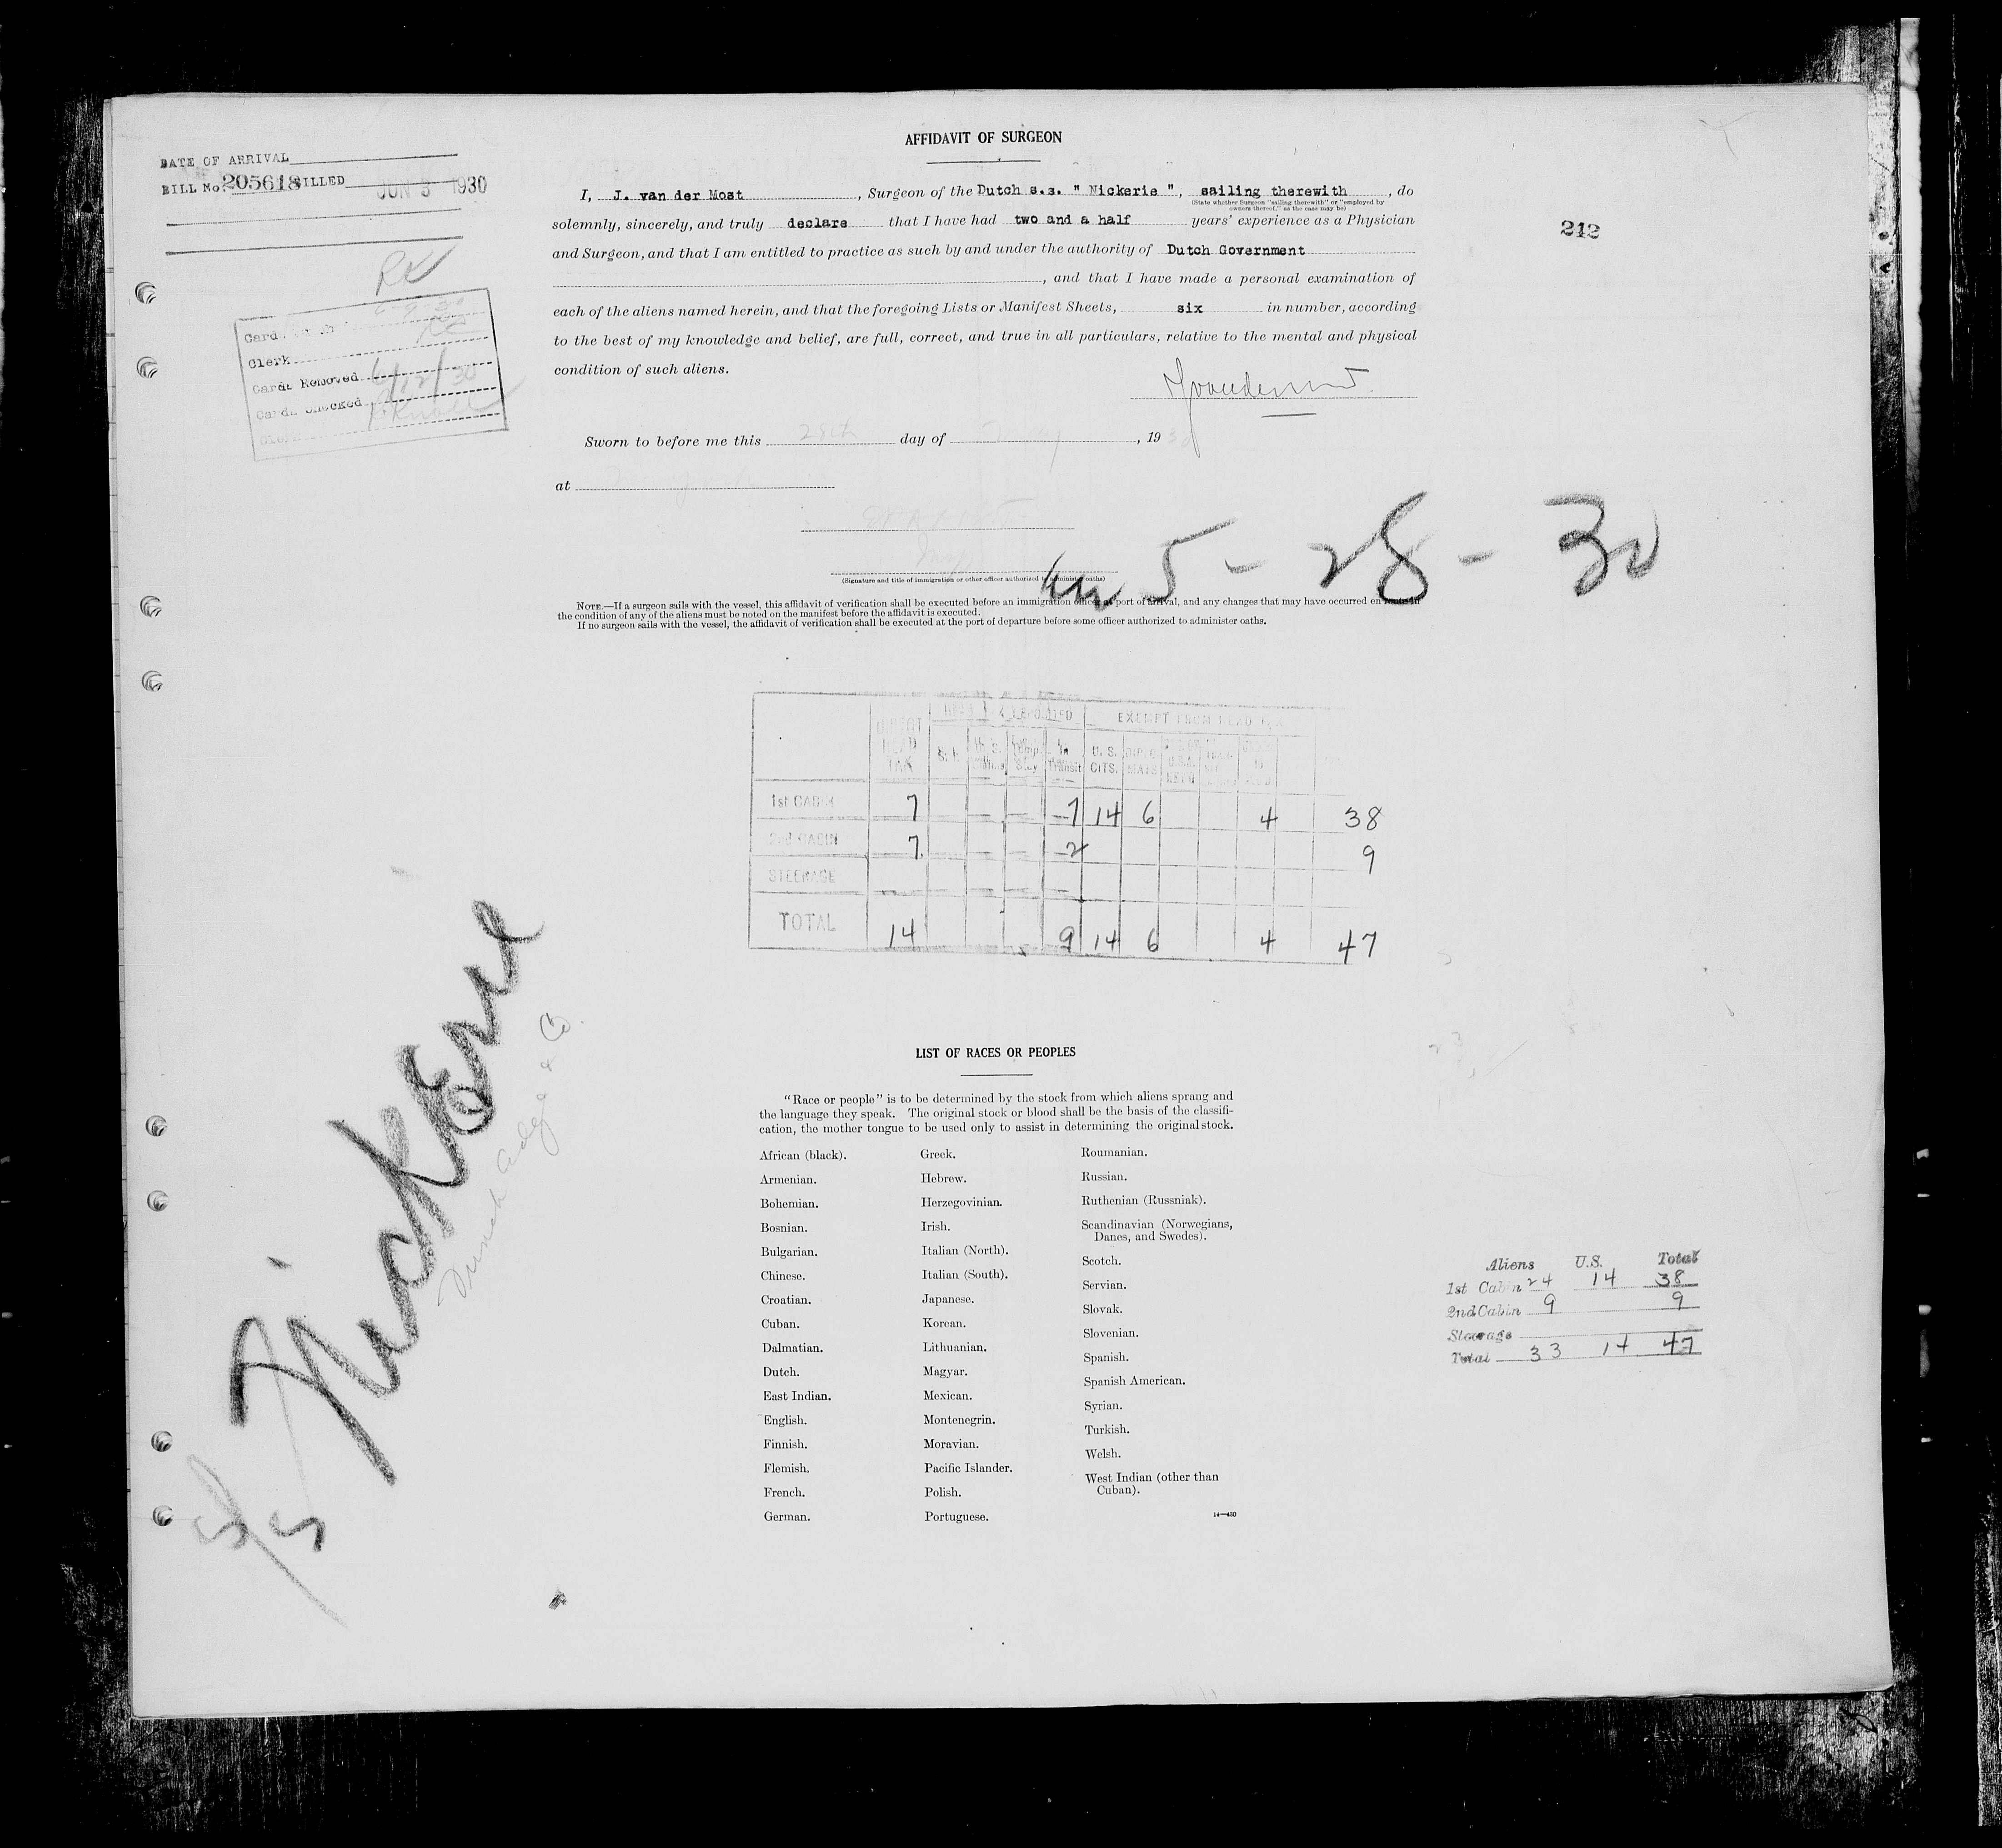 AFFIDAVIT OF SURGEON
DATE OF ARRIVAL
BILL No. 205618 BILLED JUN 3 1930
RK
242
I, J. van der Most, Surgeon of the Dutch s.s. " Nickerie ", sailing therewith, do
(State whether Surgeon "sailing therewith" or "employed by
owners thereof," as the case may be)
solemnly, sincerely, and truly declare that I have had two and a half years' experience as a Physician
and Surgeon, and that I am entitled to practice as such by and under the authority of Dutch Government
, and that I have made a personal examination of
each of the aliens named herein, and that the foregoing Lists or Manifest Sheets, six in number, according
to the best of my knowledge and belief, are full, correct, and true in all particulars, relative to the mental and physical
condition of such aliens.
Clerk
Cards Removed 6/12/30
Cards Checked
Sworn to before me this 28th day of May, 1930
at
(Signature and title of immigration or other officer authorized to administer oaths)
5-28-30
NOTE.—If a surgeon sails with the vessel, this affidavit of verification shall be executed before an immigration officer at port of arrival, and any changes that may have occurred en route in
the condition of any of the aliens must be noted on the manifest before the affidavit is executed.
If no surgeon sails with the vessel, the affidavit of verification shall be executed at the port of departure before some officer authorized to administer oaths.
HEAD TAX EXEMPT FROM HEAD TAX
In Transit U.S. CITS. DIPLOMATS
1st CABIN 7 7 14 6 4 38
2nd CABIN 7 2 9
STEERAGE
TOTAL 14 9 14 6 4 47
S/S Nickerie
LIST OF RACES OR PEOPLES
"Race or people" is to be determined by the stock from which aliens sprang and
the language they speak. The original stock or blood shall be the basis of the classifi-
cation, the mother tongue to be used only to assist in determining the original stock.
African (black).
Armenian.
Bohemian.
Bosnian.
Bulgarian.
Chinese.
Croatian.
Cuban.
Dalmatian.
Dutch.
East Indian.
English.
Finnish.
Flemish.
French.
German.
Greek.
Hebrew.
Herzegovinian.
Irish.
Italian (North).
Italian (South).
Japanese.
Korean.
Lithuanian.
Magyar.
Mexican.
Montenegrin.
Moravian.
Pacific Islander.
Polish.
Portuguese.
Roumanian.
Russian.
Ruthenian (Russniak).
Scandinavian (Norwegians,
Danes, and Swedes).
Scotch.
Servian.
Slovak.
Slovenian.
Spanish.
Spanish American.
Syrian.
Turkish.
Welsh.
West Indian (other than
Cuban).
14—430
Aliens U.S. Total
1st Cabin 24 14 38
2nd Cabin 9 9
Steerage
Total 33 14 47